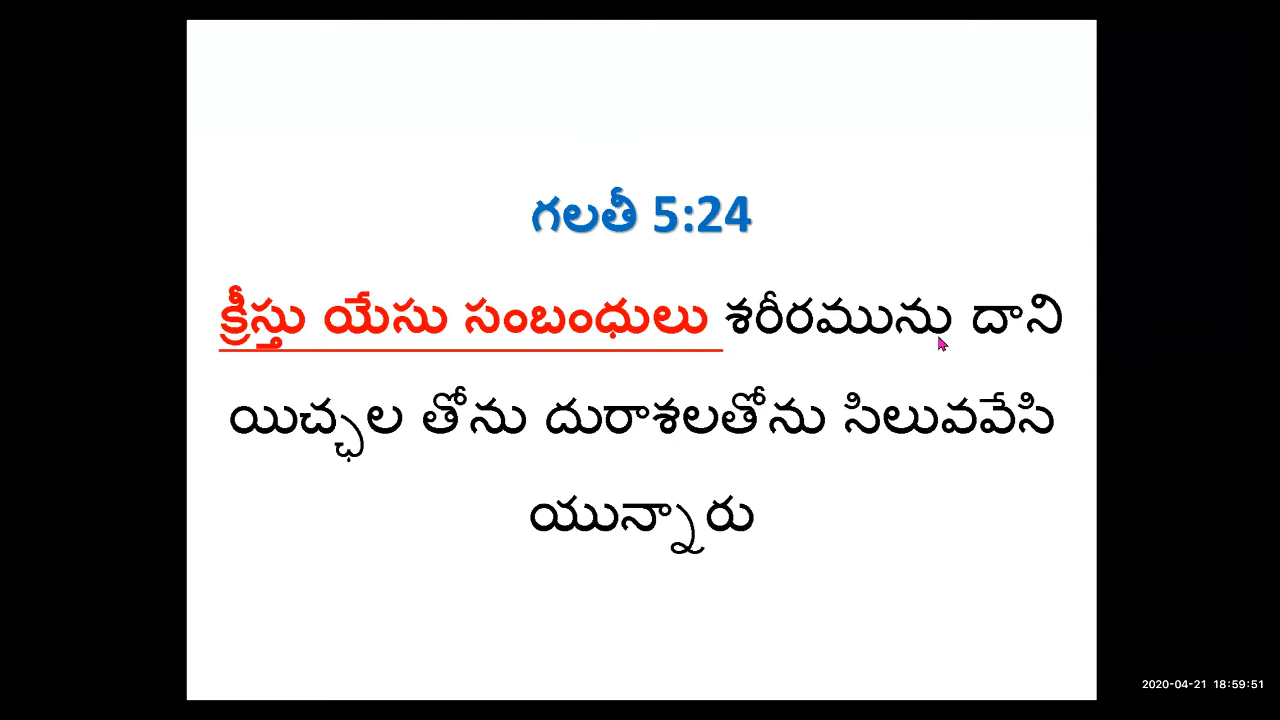 గలతీ 5:24
క్రీస్తు యేసు సంబంధులు శరీరమును దాని
యిచ్ఛల తోను దురాశలతోను సిలువవేసి
యున్నారు
2020-04-21 18:59:51